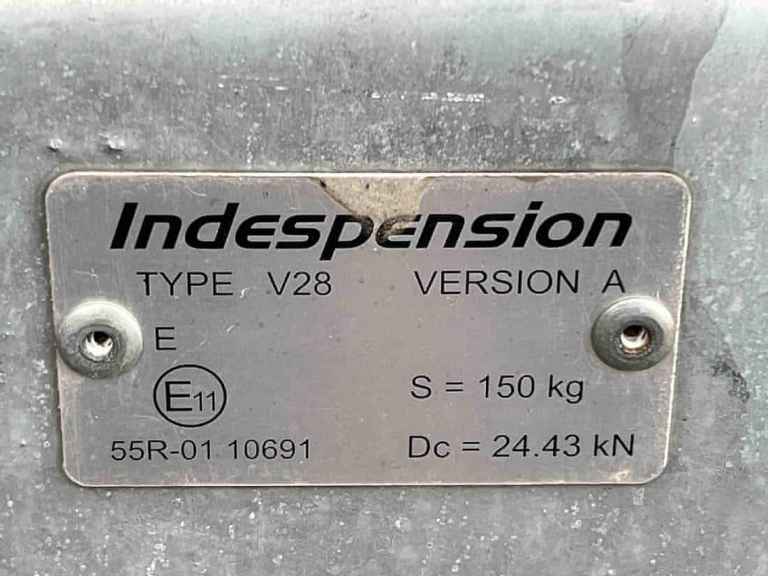 Indespension
TYPE V28 VERSION A
E
E11 S = 150 kg
55R-01 10691 Dc = 24.43 kN